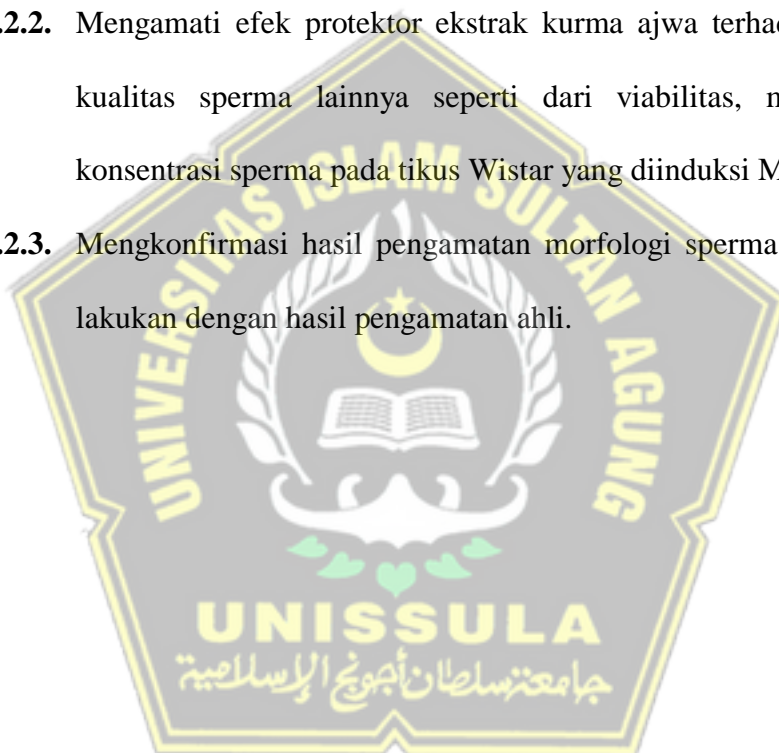 .2.2. Mengamati efek protektor ekstrak kurma ajwa terhad
kualitas sperma lainnya seperti dari viabilitas, m
konsentrasi sperma pada tikus Wistar yang diinduksi M
.2.3. Mengkonfirmasi hasil pengamatan morfologi sperma
lakukan dengan hasil pengamatan ahli.
UNIVERSITAS ISLAM SULTAN AGUNG
UNISSULA
جامعتنسلطان أجونج الإسلامية